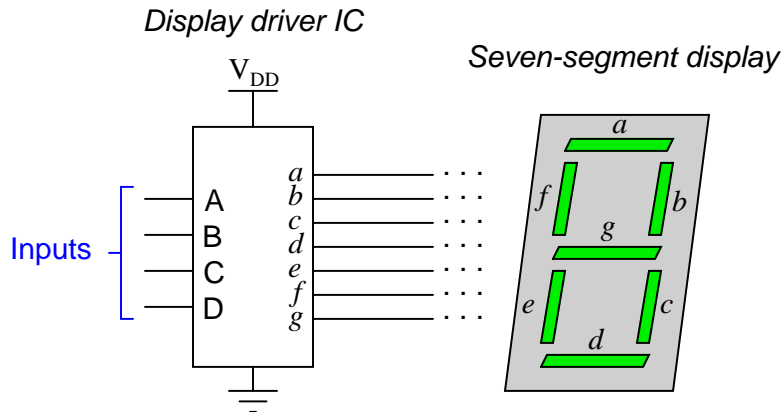 Display driver IC
Seven-segment display
VDD
Inputs
A
B
C
D
a
b
c
d
e
f
g
. . .
. . .
. . .
. . .
. . .
. . .
. . .
a
f
b
g
e
c
d